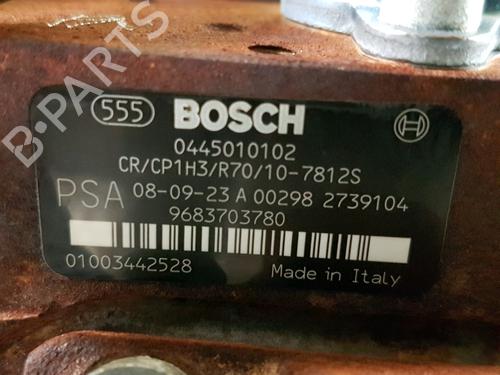 555 BOSCH
0445010102
CR/CP1H3/R70/10-7812S
PSA 08-09-23 A 00298 2739104
9683703780
01003442528 Made in Italy
B-PARTS